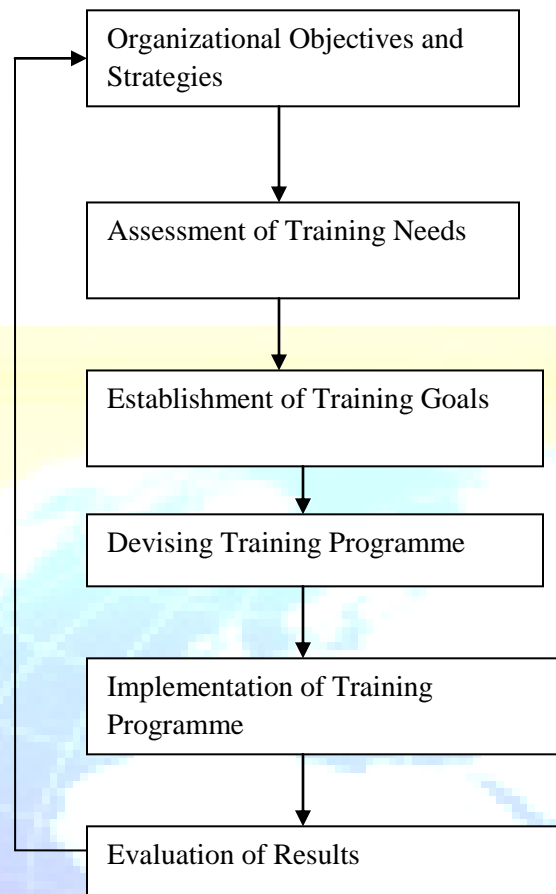 Organizational Objectives and
Strategies
Assessment of Training Needs
Establishment of Training Goals
Devising Training Programme
Implementation of Training
Programme
Evaluation of Results